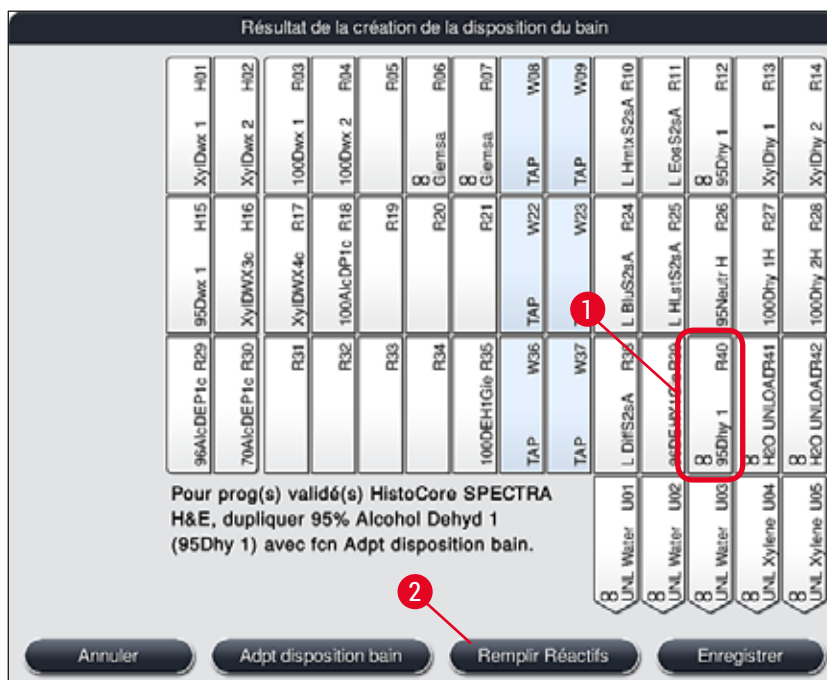 Résultat de la création de la disposition du bain
XylDwx 1 H01
XylDwx 2 H02
100Dwx 1 R03
100Dwx 2 R04
R05
∞ Giemsa R06
∞ Giemsa R07
TAP W08
TAP W09
L HmtxS2sA R10
L EosS2sA R11
∞ 95Dhy 1 R12
XylDhy 1 R13
XylDhy 2 R14
95Dwx 1 H15
XylDWX3c H16
XylDWX4c R17
100AlcDP1c R18
R19
R20
R21
TAP W22
TAP W23
L BluS2sA R24
L HLstS2sA R25
95Neutr H R26
100Dhy 1H R27
100Dhy 2H R28
96AlcDEP1c R29
70AlcDEP1c R30
R31
R32
R33
R34
100DEH1Gie R35
TAP W36
TAP W37
L DiffS2sA R38
R39
∞ 95Dhy 1 R40
∞ H2O UNLOAD R41
∞ H2O UNLOAD R42
∞ UNL Water U01
∞ UNL Water U02
∞ UNL Water U03
∞ UNL Xylene U04
∞ UNL Xylene U05
1
Pour prog(s) validé(s) HistoCore SPECTRA
H&E, dupliquer 95% Alcohol Dehyd 1
(95Dhy 1) avec fcn Adpt disposition bain.
2
Annuler
Adpt disposition bain
Remplir Réactifs
Enregistrer